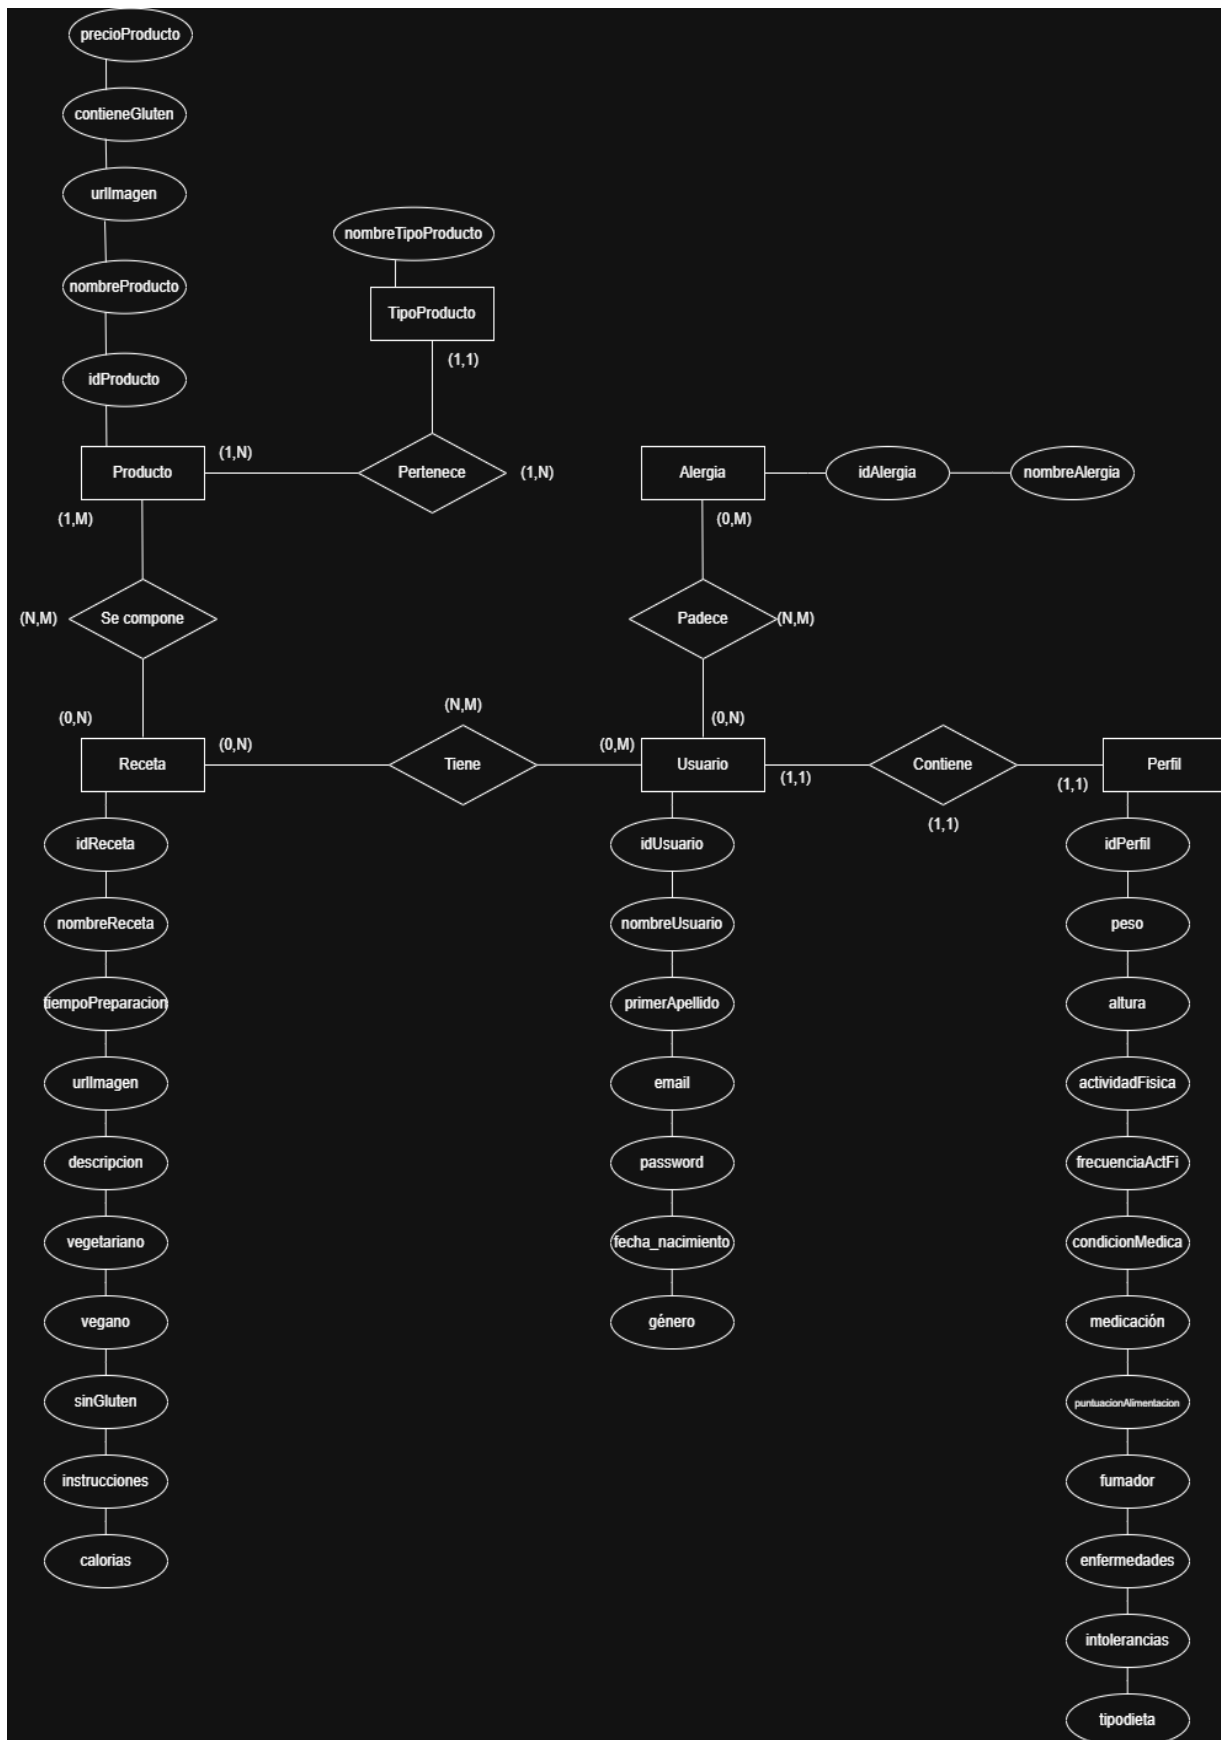 precioProducto
contieneGluten
urlImagen
nombreProducto
idProducto
nombreTipoProducto
TipoProducto
(1,1)
Producto
(1,N)
Pertenece
(1,N)
(1,M)
Alergia
idAlergia
nombreAlergia
(0,M)
(N,M)
Se compone
Padece
(N,M)
(0,N)
Receta
(0,N)
(N,M)
Tiene
(0,M)
(0,N)
Usuario
(1,1)
Contiene
(1,1)
(1,1)
Perfil
idReceta
nombreReceta
tiempoPreparacion
urlImagen
descripcion
vegetariano
vegano
sinGluten
instrucciones
calorias
idUsuario
nombreUsuario
primerApellido
email
password
fecha_nacimiento
género
idPerfil
peso
altura
actividadFisica
frecuenciaActFi
condicionMedica
medicación
puntuacionAlimentacion
fumador
enfermedades
intolerancias
tipodieta